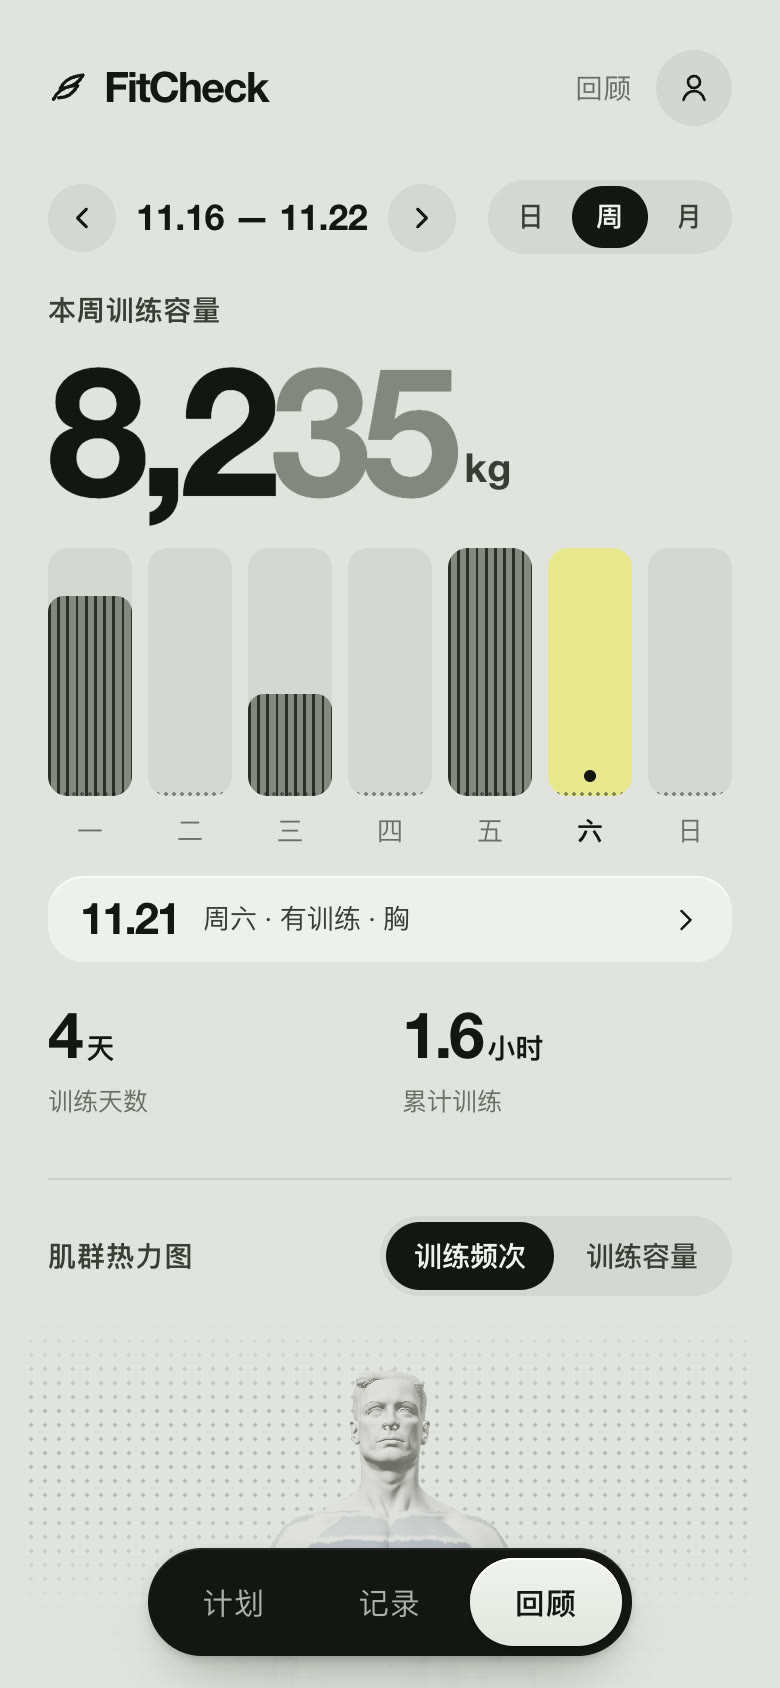 FitCheck 回顾
11.16 — 11.22 日 周 月
本周训练容量
8,235 kg
一 二 三 四 五 六 日
11.21 周六 · 有训练 · 胸
4天 1.6小时
训练天数 累计训练
肌群热力图 训练频次 训练容量
计划 记录 回顾